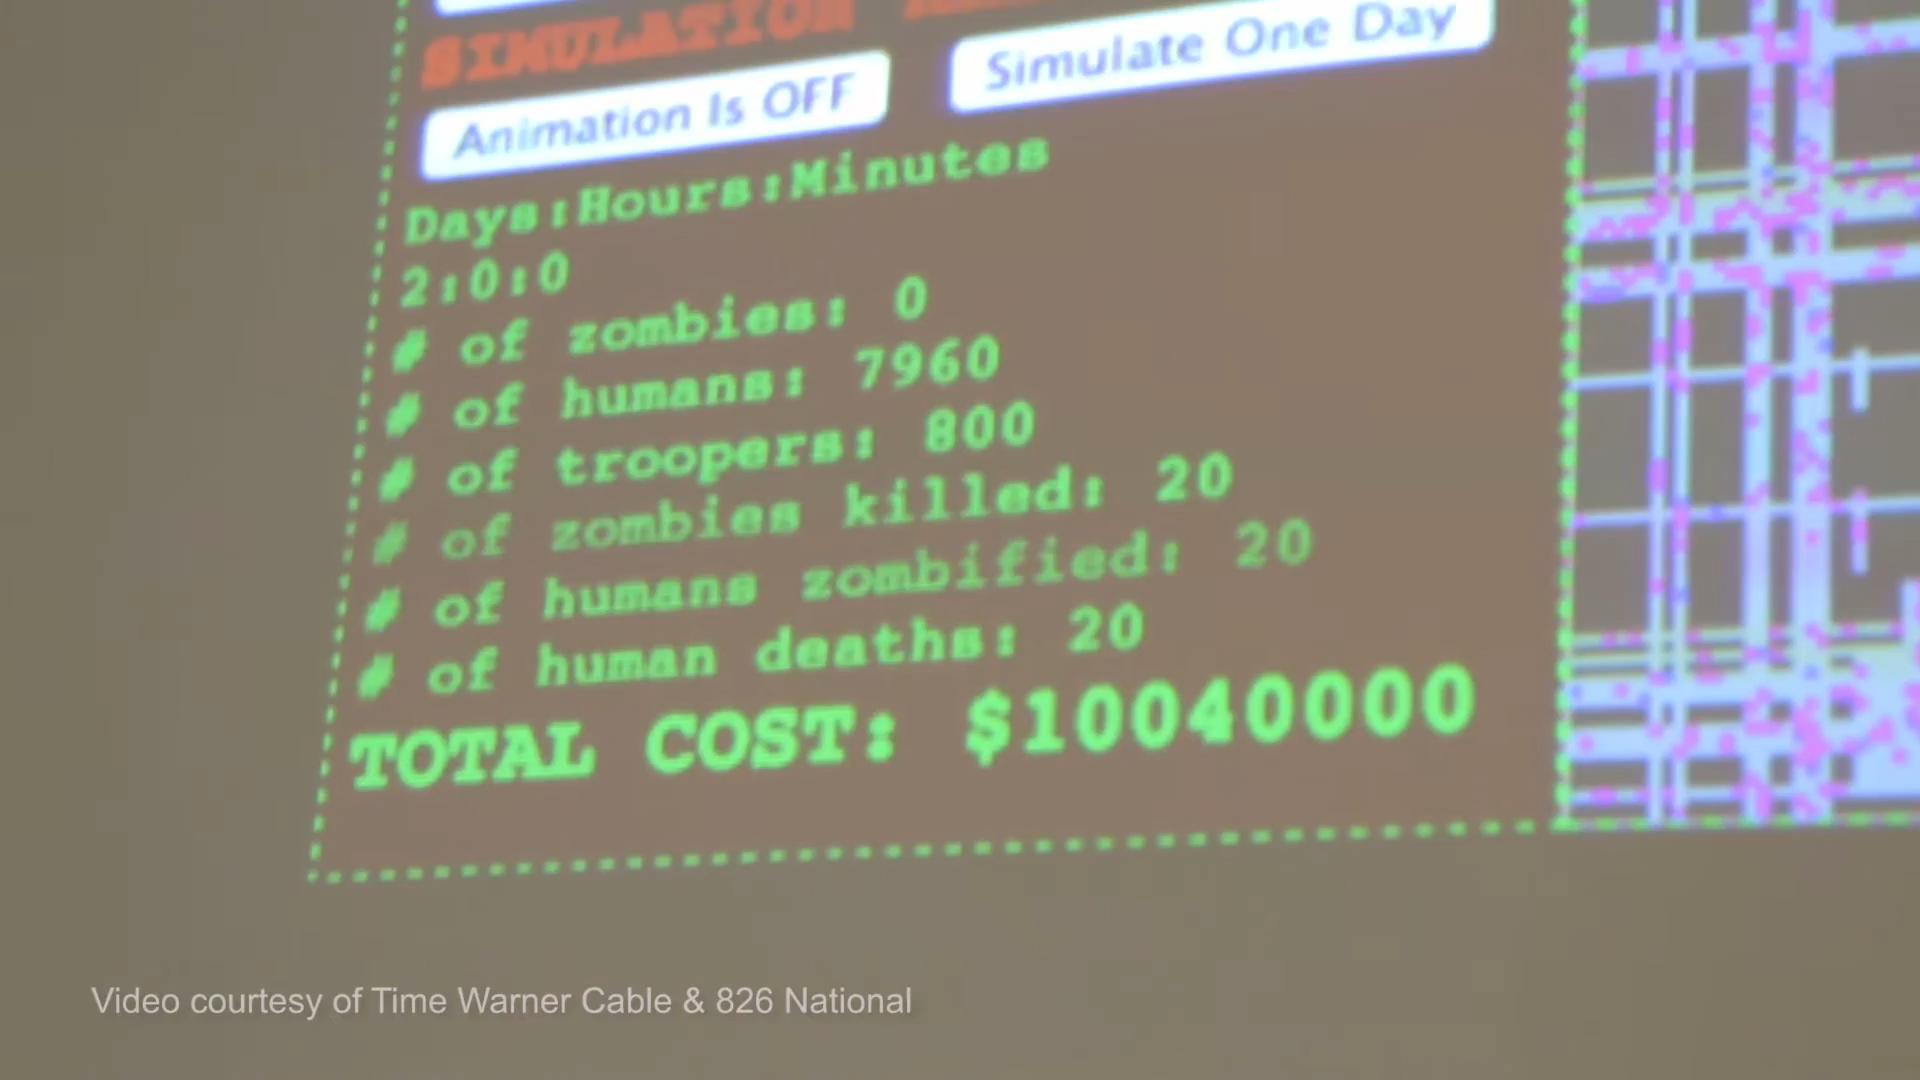 SIMULATION
Animation Is OFF
Simulate One Day
Days:Hours:Minutes
2:0:0
# of zombies: 0
# of humans: 7960
# of troopers: 800
# of zombies killed: 20
# of humans zombified: 20
# of human deaths: 20
TOTAL COST: $10040000
Video courtesy of Time Warner Cable & 826 National